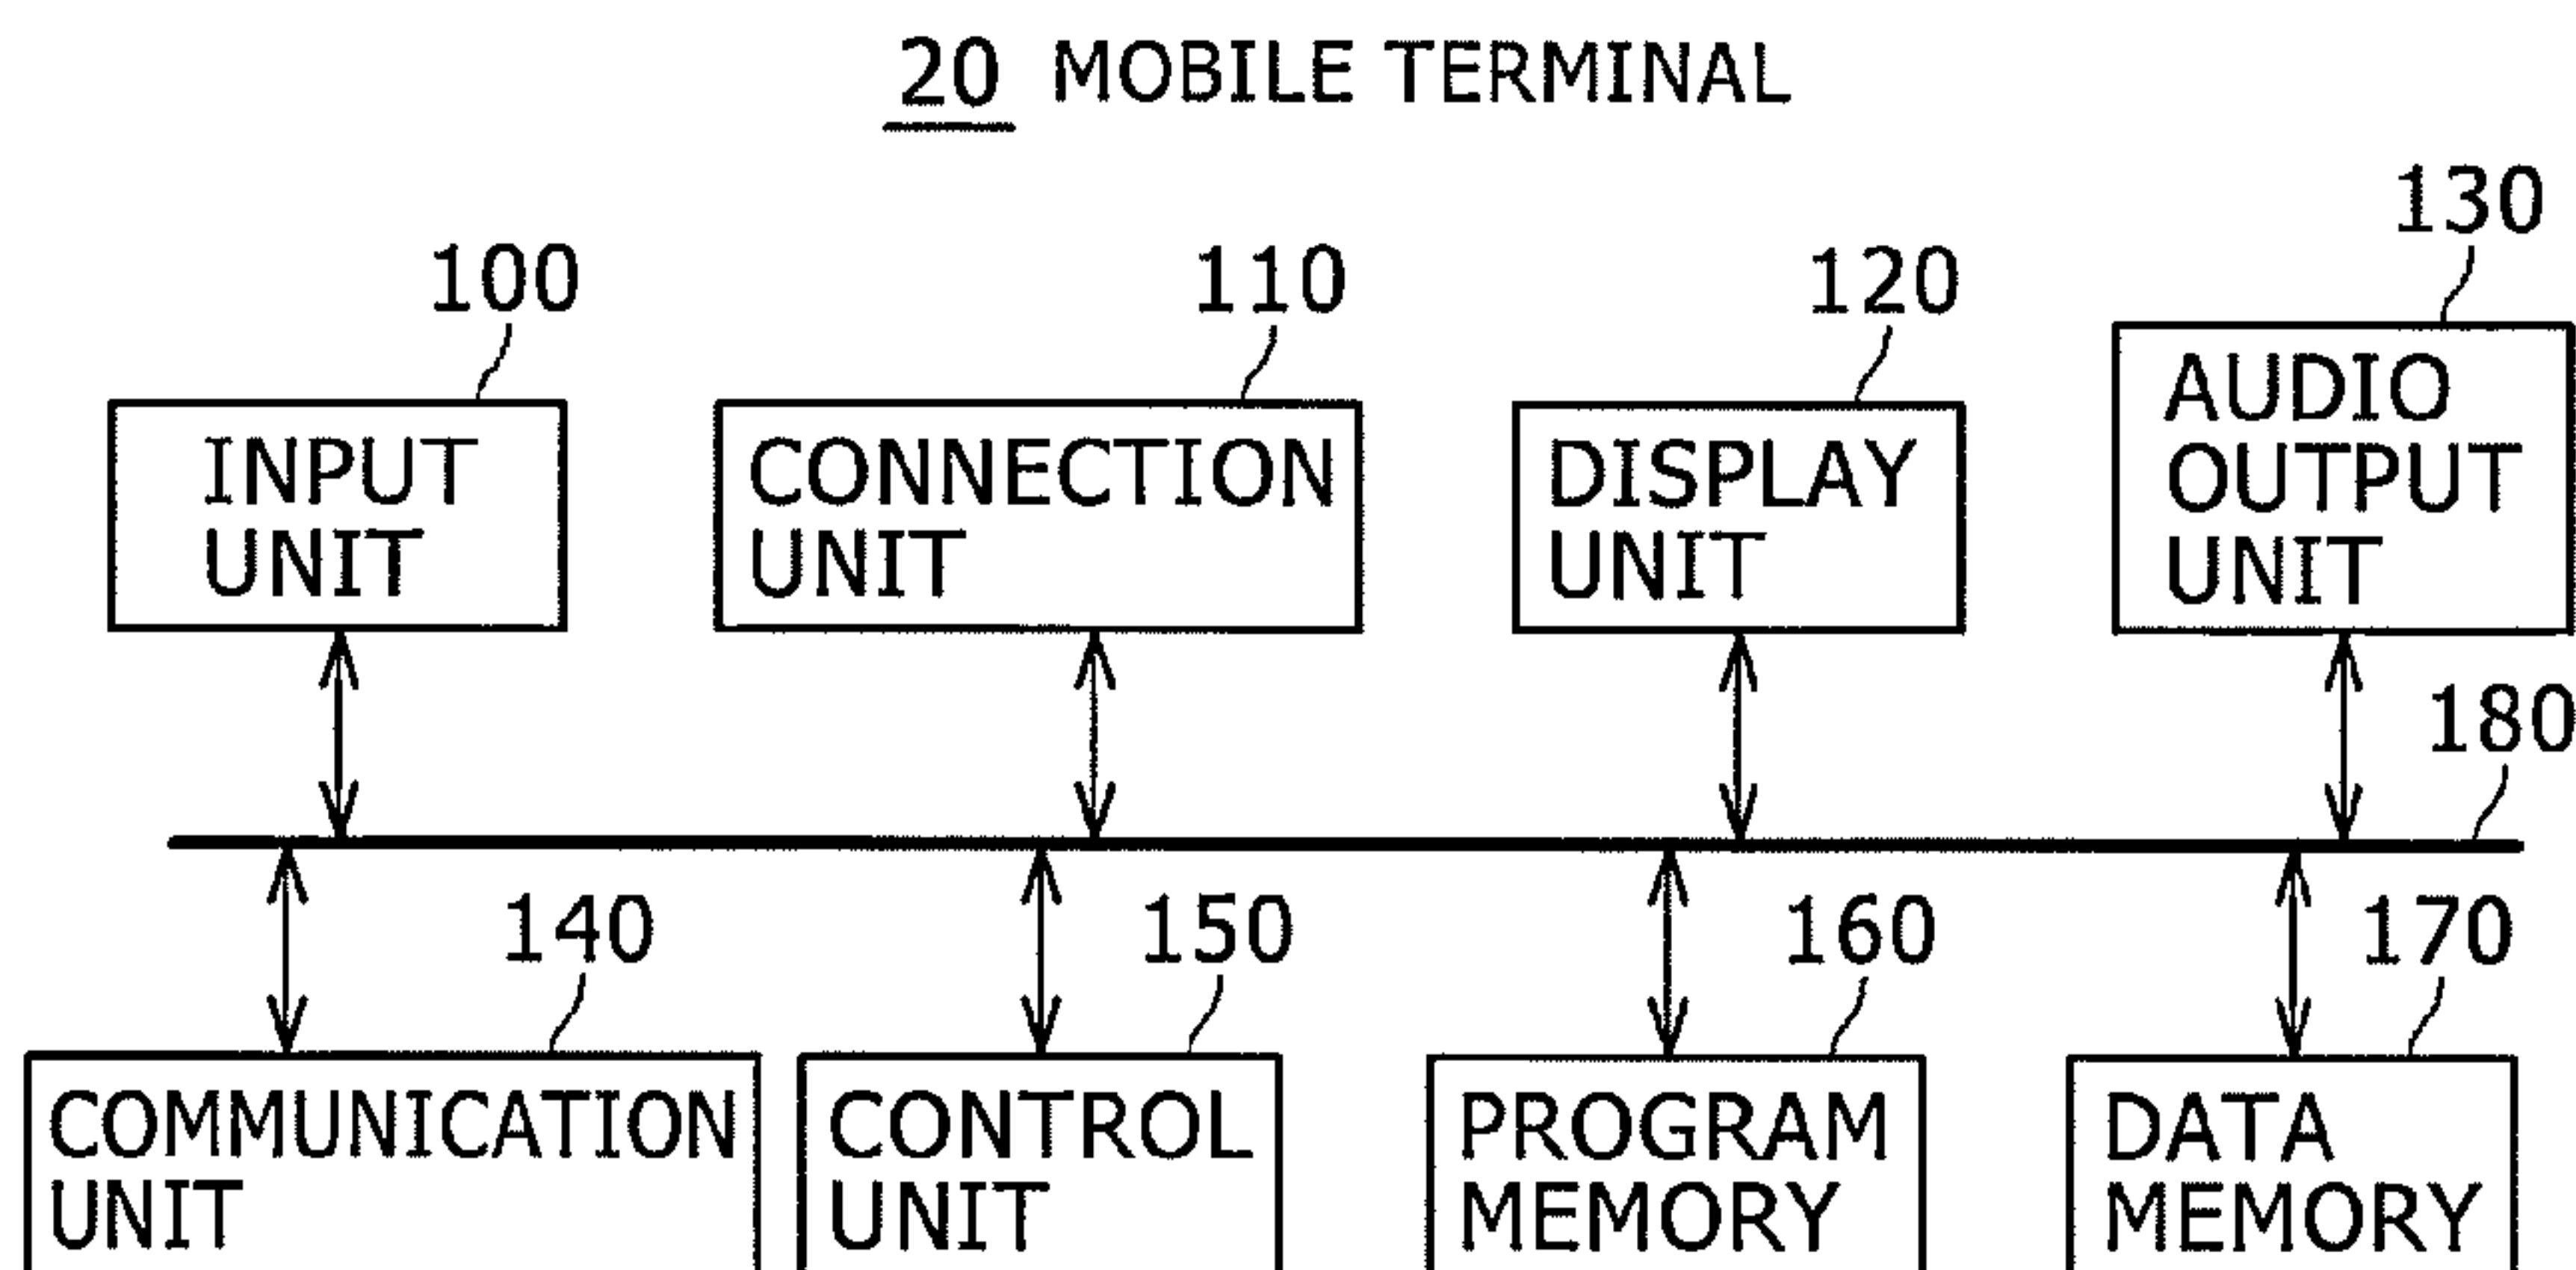 20 MOBILE TERMINAL
100
INPUT
UNIT
110
CONNECTION
UNIT
120
DISPLAY
UNIT
130
AUDIO
OUTPUT
UNIT
180
140
COMMUNICATION
UNIT
150
CONTROL
UNIT
160
PROGRAM
MEMORY
170
DATA
MEMORY